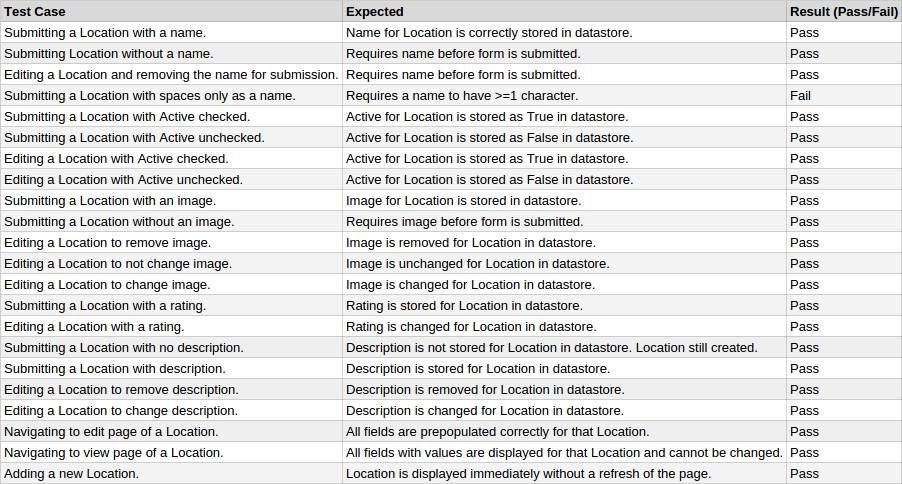 Test Case Expected Result (Pass/Fail)
Submitting a Location with a name. Name for Location is correctly stored in datastore. Pass
Submitting Location without a name. Requires name before form is submitted. Pass
Editing a Location and removing the name for submission. Requires name before form is submitted. Pass
Submitting a Location with spaces only as a name. Requires a name to have >=1 character. Fail
Submitting a Location with Active checked. Active for Location is stored as True in datastore. Pass
Submitting a Location with Active unchecked. Active for Location is stored as False in datastore. Pass
Editing a Location with Active checked. Active for Location is stored as True in datastore. Pass
Editing a Location with Active unchecked. Active for Location is stored as False in datastore. Pass
Submitting a Location with an image. Image for Location is stored in datastore. Pass
Submitting a Location without an image. Requires image before form is submitted. Pass
Editing a Location to remove image. Image is removed for Location in datastore. Pass
Editing a Location to not change image. Image is unchanged for Location in datastore. Pass
Editing a Location to change image. Image is changed for Location in datastore. Pass
Submitting a Location with a rating. Rating is stored for Location in datastore. Pass
Editing a Location with a rating. Rating is changed for Location in datastore. Pass
Submitting a Location with no description. Description is not stored for Location in datastore. Location still created. Pass
Submitting a Location with description. Description is stored for Location in datastore. Pass
Editing a Location to remove description. Description is removed for Location in datastore. Pass
Editing a Location to change description. Description is changed for Location in datastore. Pass
Navigating to edit page of a Location. All fields are prepopulated correctly for that Location. Pass
Navigating to view page of a Location. All fields with values are displayed for that Location and cannot be changed. Pass
Adding a new Location. Location is displayed immediately without a refresh of the page. Pass